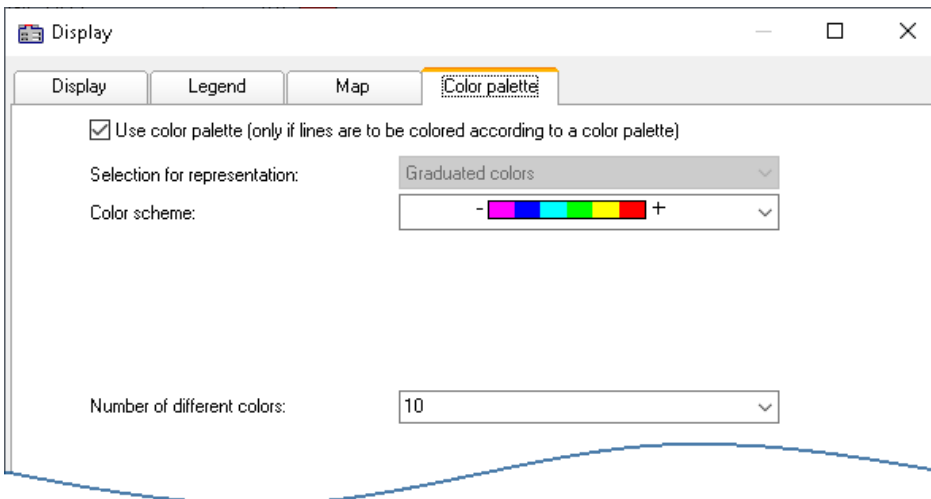 Display
Display Legend Map Color palette
Use color palette (only if lines are to be colored according to a color palette)
Selection for representation: Graduated colors
Color scheme: - +
Number of different colors: 10